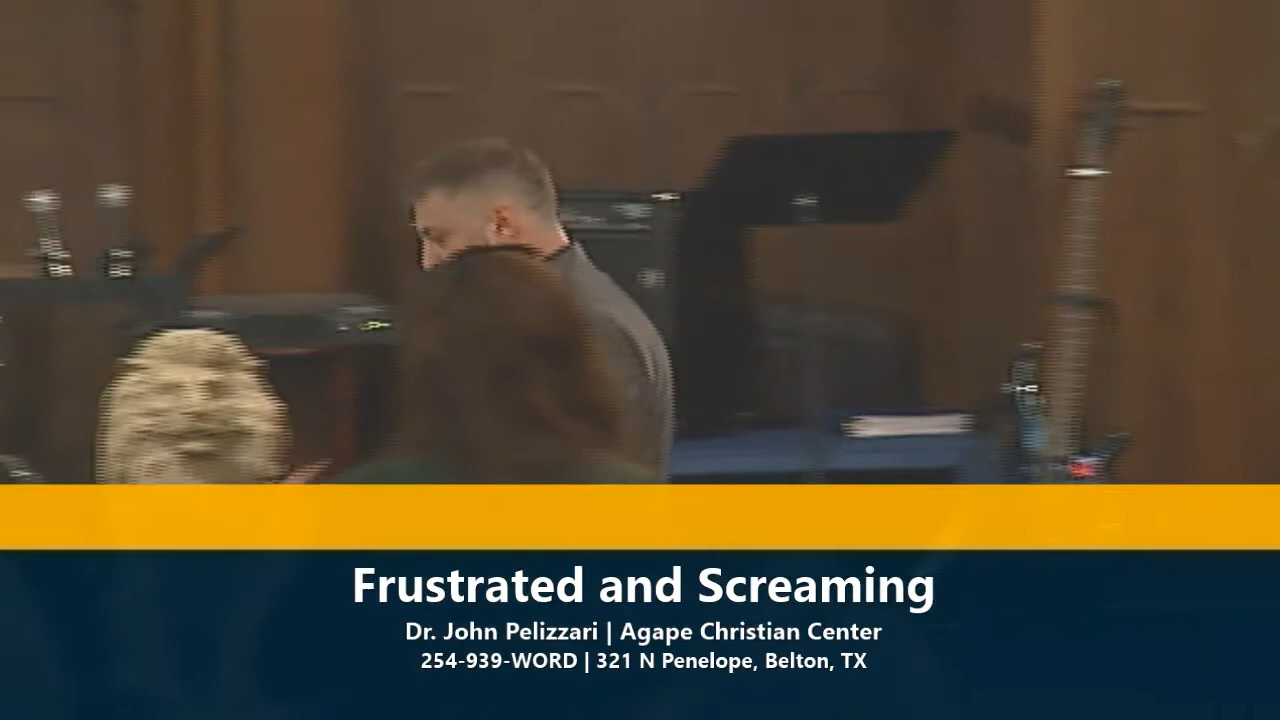 Frustrated and Screaming
Dr. John Pelizzari | Agape Christian Center
254-939-WORD | 321 N Penelope, Belton, TX